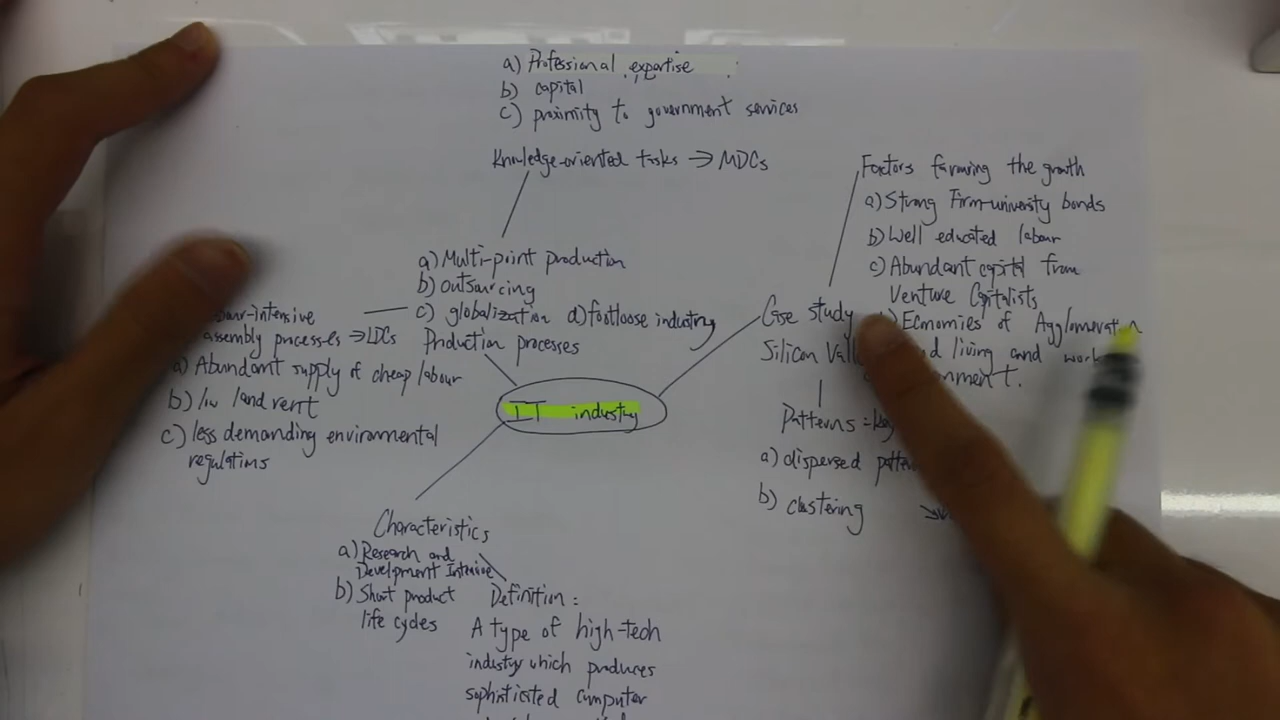 a) Professional expertise
b) capital
c) proximity to government services
Knowledge-oriented tasks → MDCs
a) Multi-print production
b) Outsourcing
c) globalization d) footloose industry
Production processes
-intensive
assembly processes → LDCs
a) Abundant supply of cheap labour
b) low land rent
c) less demanding environmental
regulations
IT industry
Characteristics
a) Research and
Development Intensive
b) Short product
life cycles
Definition:
A type of high-tech
industry which produces
sophisticated computer
Factors favouring the growth
a) Strong Firm-university bonds
b) Well educated labour
c) Abundant capital from
Venture Capitalists
Economies of Agglomeration
living and
Case study
Silicon
Patterns =
a) dispersed
b) clustering